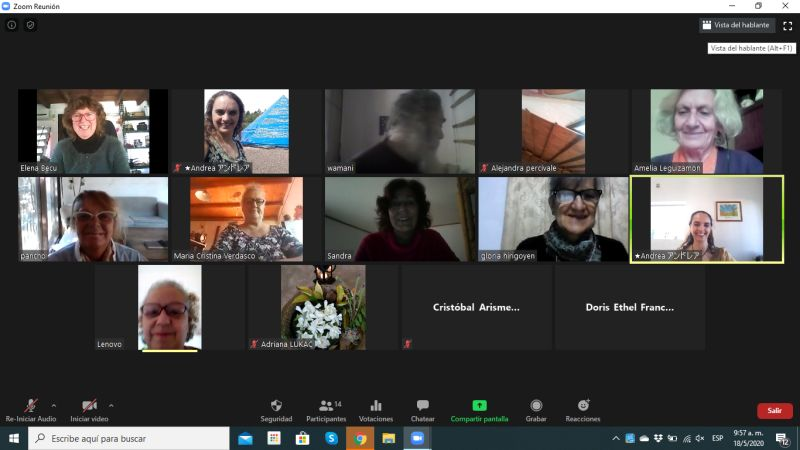 Zoom Reunión
Vista del hablante
Vista del hablante (Alt+F1)
Elena Becu
★Andrea アンドレア
wamani
Alejandra percivale
Amelia Leguizamon
pancho
Maria Cristina Verdasco
Sandra
gloria hirigoyen
★Andrea アンドレア
Lenovo
Adriana LUKAC
Cristóbal Arisme...
Doris Ethel Franc...
Re-Iniciar Audio
Iniciar video
Seguridad
14
Participantes
Votaciones
Chatear
Compartir pantalla
Grabar
Reacciones
Salir
Escribe aquí para buscar
ESP
9:57 a. m.
18/5/2020
12